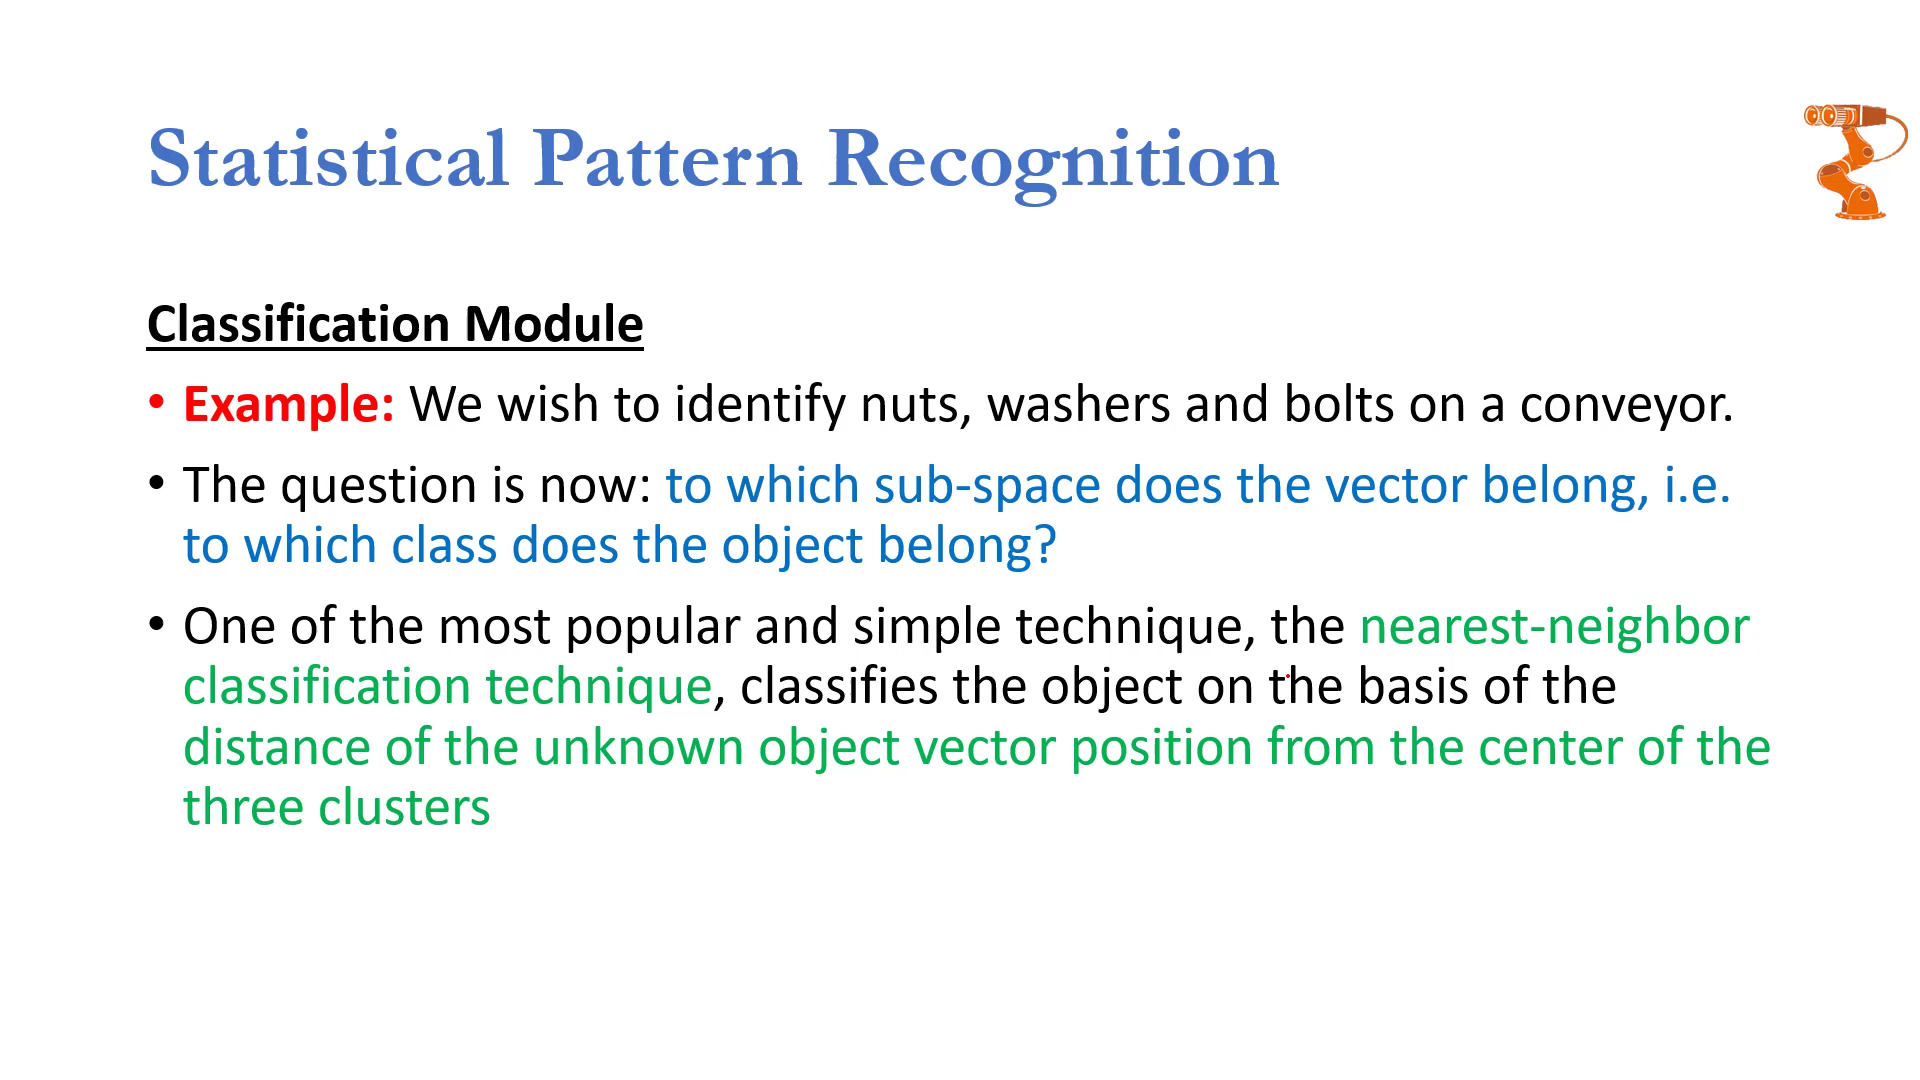 Statistical Pattern Recognition
Classification Module
• Example: We wish to identify nuts, washers and bolts on a conveyor.
• The question is now: to which sub-space does the vector belong, i.e.
to which class does the object belong?
• One of the most popular and simple technique, the nearest-neighbor
classification technique, classifies the object on the basis of the
distance of the unknown object vector position from the center of the
three clusters